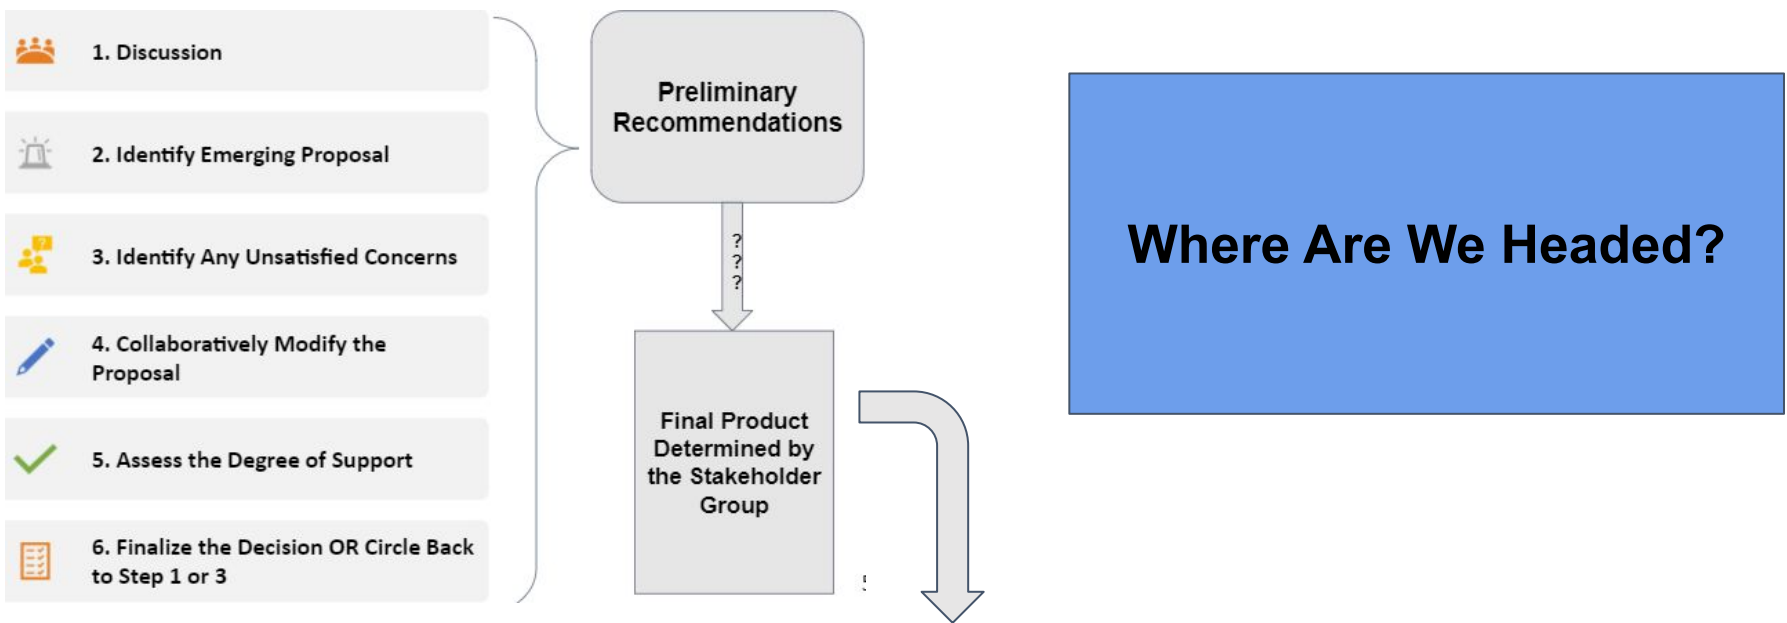 1. Discussion
2. Identify Emerging Proposal
3. Identify Any Unsatisfied Concerns
4. Collaboratively Modify the
Proposal
5. Assess the Degree of Support
6. Finalize the Decision OR Circle Back
to Step 1 or 3
Preliminary
Recommendations
?
?
?
Final Product
Determined by
the Stakeholder
Group
Where Are We Headed?